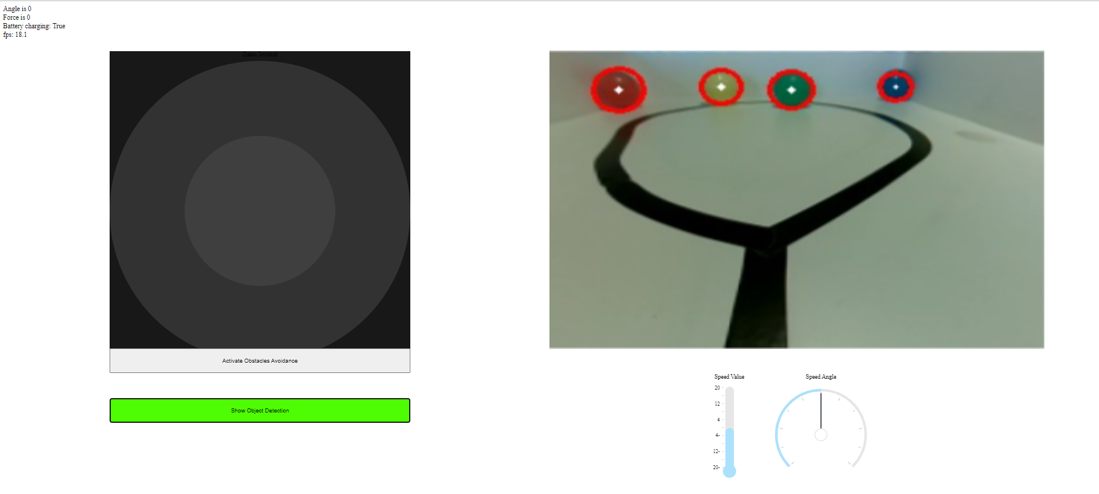 Angle is 0
Force is 0
Battery charging: True
fps: 18.1
Activate Obstacles Avoidance
Show Object Detection
Speed Value
Speed Angle
20
12
4
4-
12-
20-